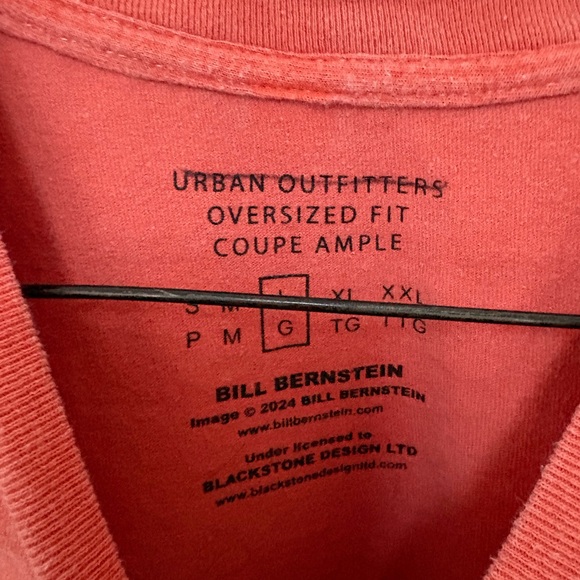 URBAN OUTFITTERS
OVERSIZED FIT
COUPE AMPLE
S M L XL XXL
P M G TG TTG
BILL BERNSTEIN
Image © 2024 BILL BERNSTEIN
www.billbernstein.com
Under licensed to
BLACKSTONE DESIGN LTD
www.blackstonedesignltd.com